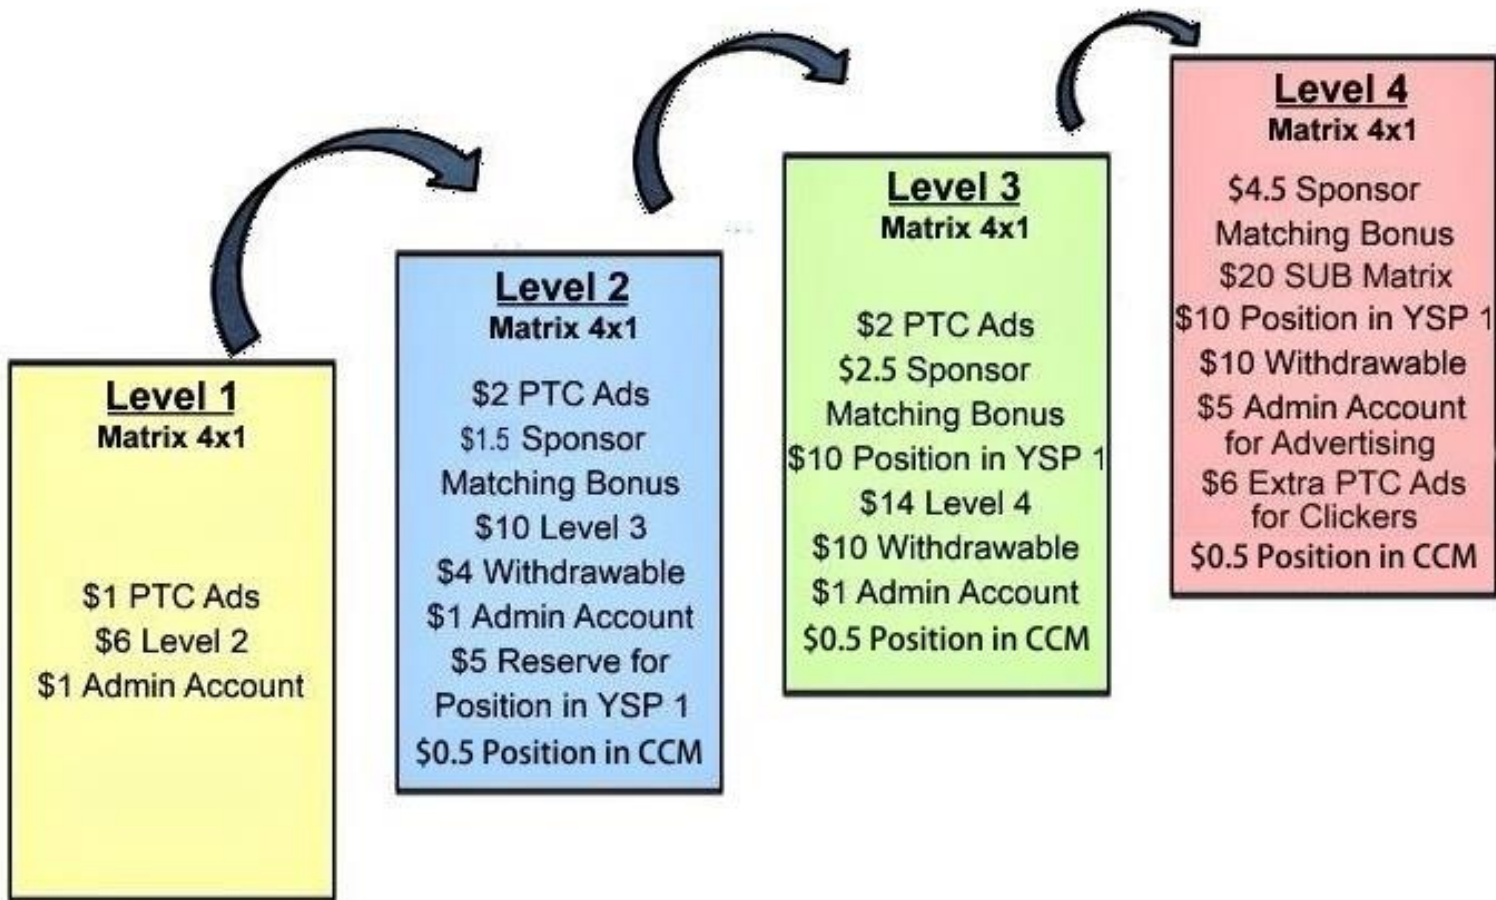 Level 1
Matrix 4x1
$1 PTC Ads
$6 Level 2
$1 Admin Account
Level 2
Matrix 4x1
$2 PTC Ads
$1.5 Sponsor
Matching Bonus
$10 Level 3
$4 Withdrawable
$1 Admin Account
$5 Reserve for
Position in YSP 1
$0.5 Position in CCM
Level 3
Matrix 4x1
$2 PTC Ads
$2.5 Sponsor
Matching Bonus
$10 Position in YSP 1
$14 Level 4
$10 Withdrawable
$1 Admin Account
$0.5 Position in CCM
Level 4
Matrix 4x1
$4.5 Sponsor
Matching Bonus
$20 SUB Matrix
$10 Position in YSP 1
$10 Withdrawable
$5 Admin Account
for Advertising
$6 Extra PTC Ads
for Clickers
$0.5 Position in CCM